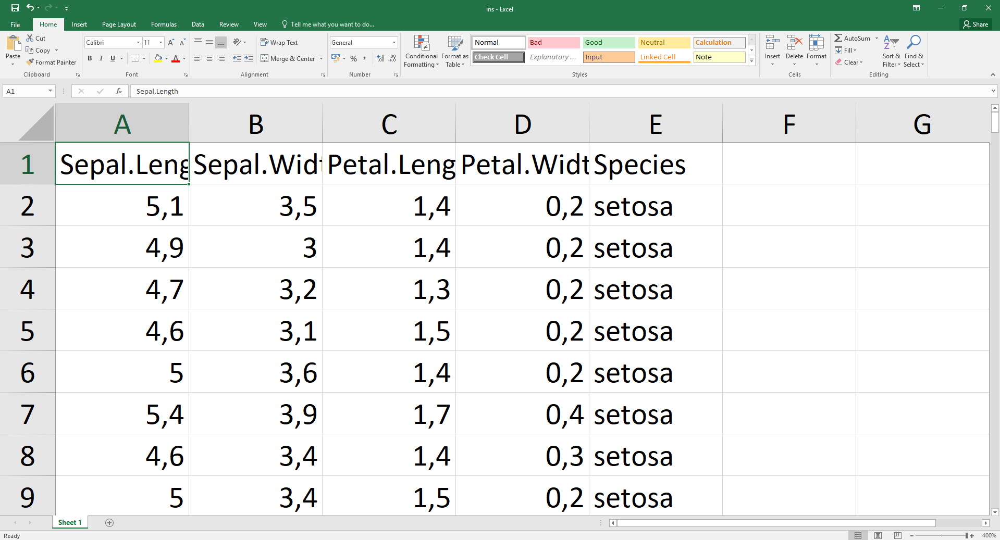 iris - Excel
File Home Insert Page Layout Formulas Data Review View Tell me what you want to do... Share
Paste
Cut
Copy
Format Painter
Clipboard
Calibri 11
B I U A
Font
Wrap Text
Merge & Center
Alignment
General
%
Number
Conditional Formatting
Format as Table
Normal Bad Good Neutral Calculation
Check Cell Explanatory ... Input Linked Cell Note
Styles
Insert Delete Format
Cells
AutoSum
Fill
Clear
Sort & Filter
Find & Select
Editing
A1 fx Sepal.Length
A B C D E F G
1 Sepal.Leng Sepal.Widt Petal.Leng Petal.Widt Species
2 5,1 3,5 1,4 0,2 setosa
3 4,9 3 1,4 0,2 setosa
4 4,7 3,2 1,3 0,2 setosa
5 4,6 3,1 1,5 0,2 setosa
6 5 3,6 1,4 0,2 setosa
7 5,4 3,9 1,7 0,4 setosa
8 4,6 3,4 1,4 0,3 setosa
9 5 3,4 1,5 0,2 setosa
Sheet 1
Ready
400%